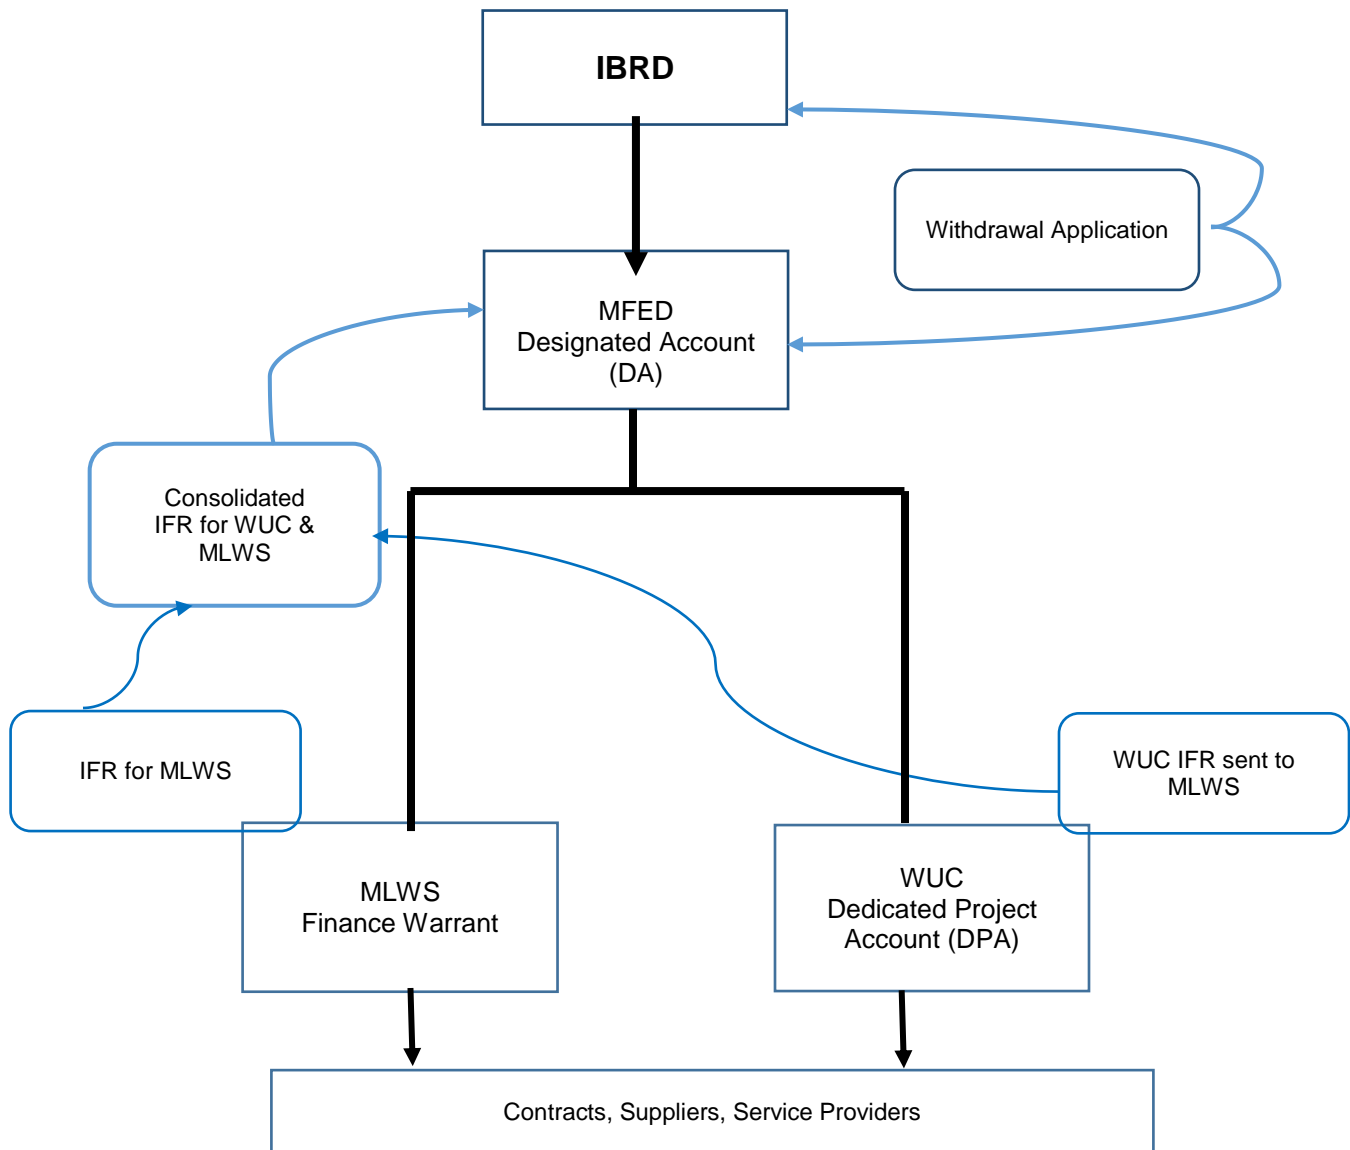 IBRD
Withdrawal Application
MFED
Designated Account
(DA)
Consolidated
IFR for WUC &
MLWS
IFR for MLWS
WUC IFR sent to
MLWS
MLWS
Finance Warrant
WUC
Dedicated Project
Account (DPA)
Contracts, Suppliers, Service Providers